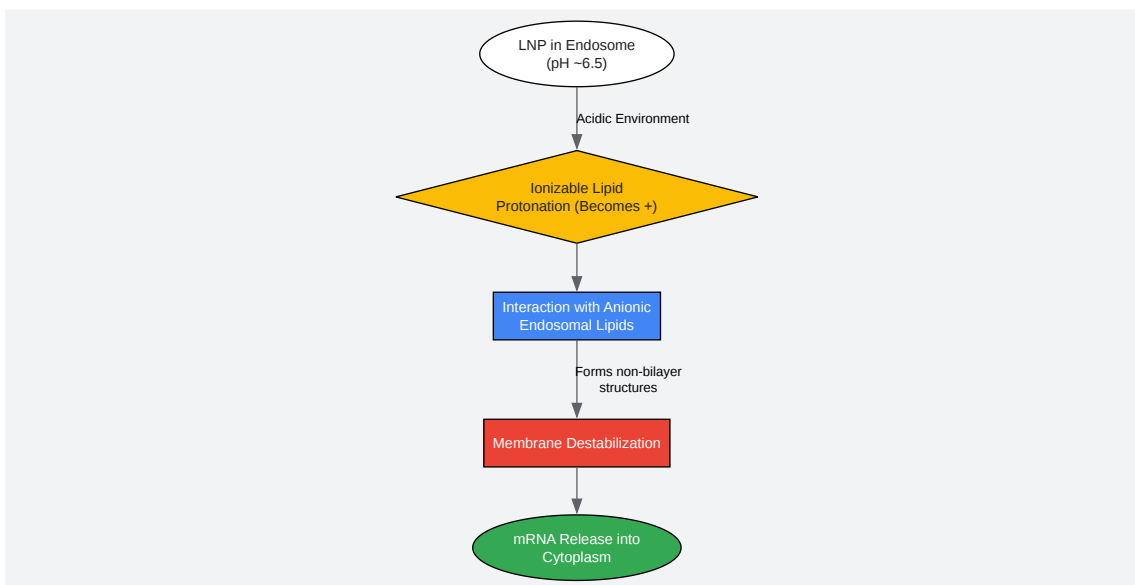 LNP in Endosome
(pH ~6.5)
Acidic Environment
Ionizable Lipid
Protonation (Becomes +)
Interaction with Anionic
Endosomal Lipids
Forms non-bilayer
structures
Membrane Destabilization
mRNA Release into
Cytoplasm